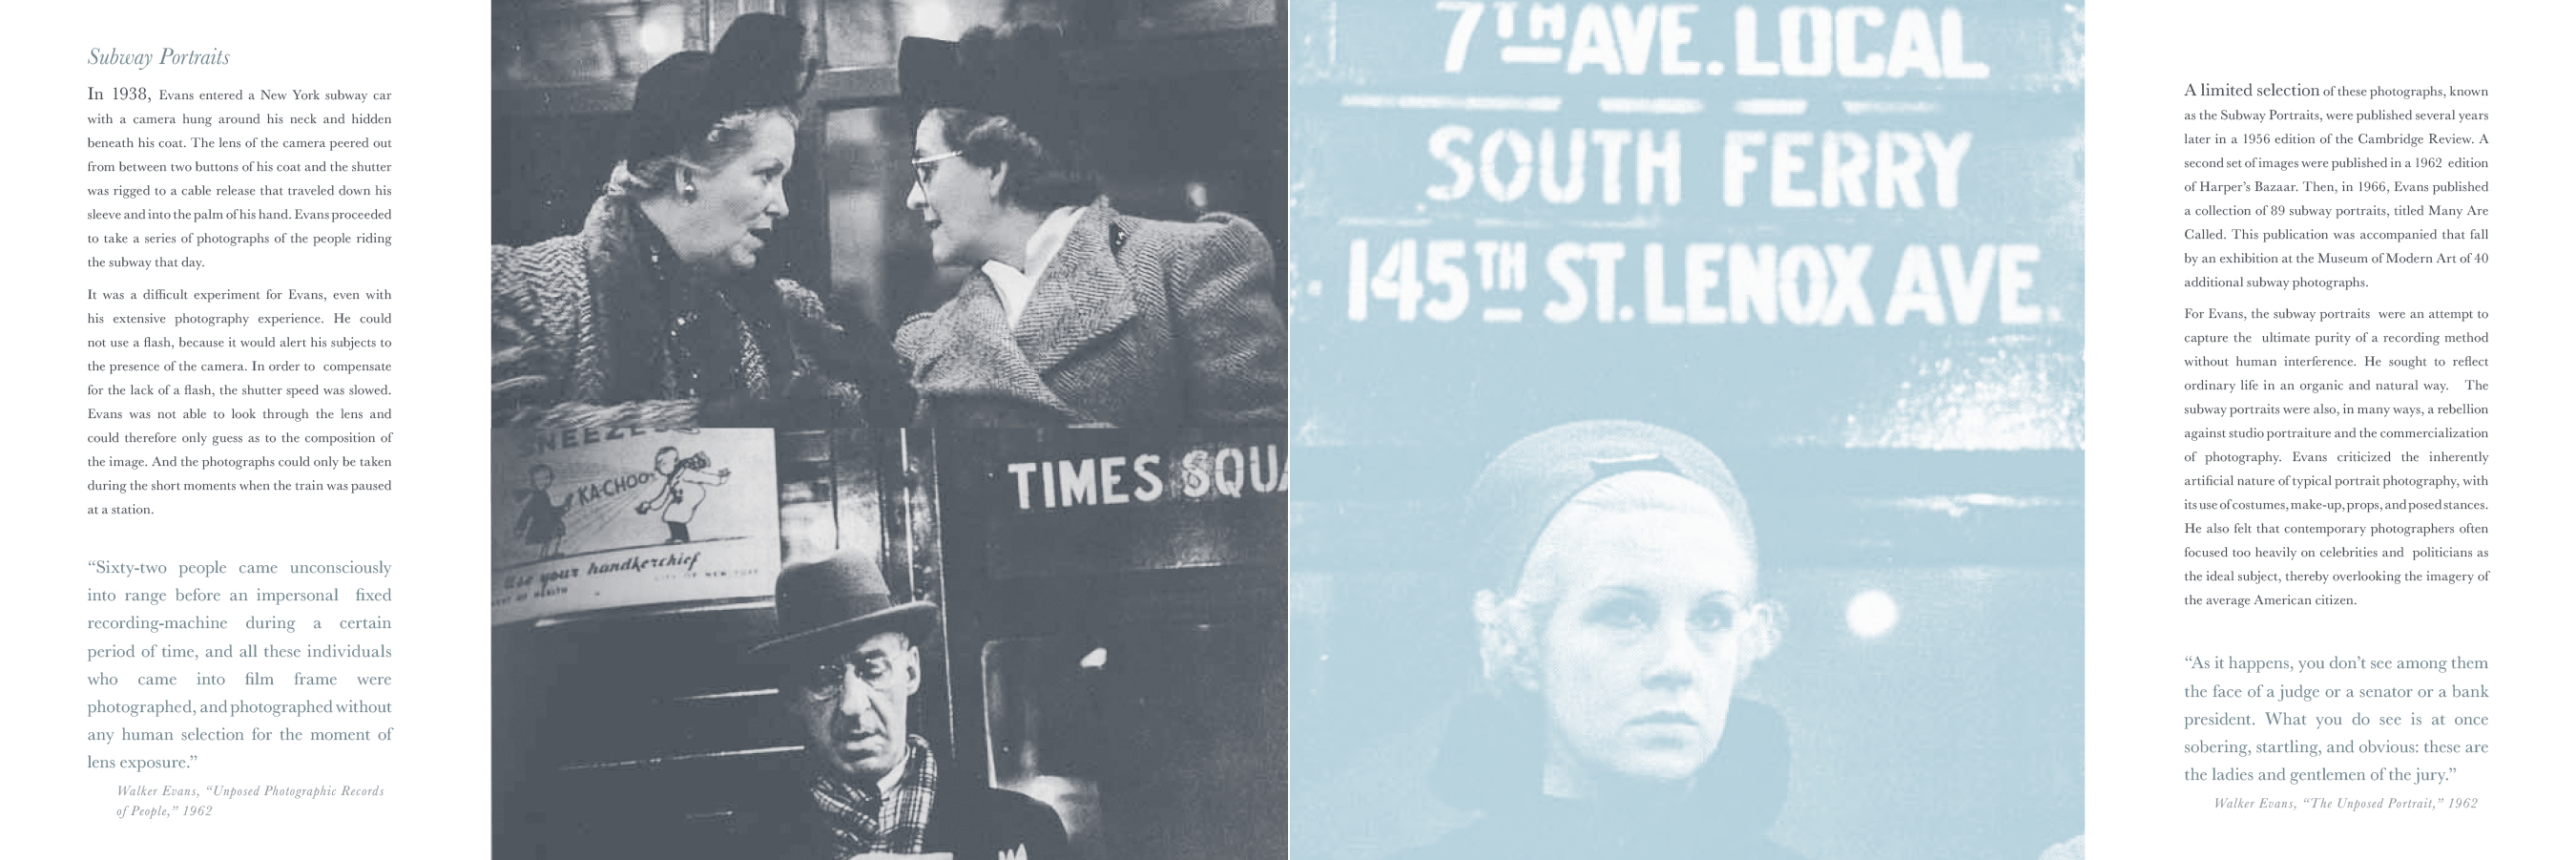 Subway Portraits
In 1938, Evans entered a New York subway car
with a camera hung around his neck and hidden
beneath his coat. The lens of the camera peered out
from between two buttons of his coat and the shutter
was rigged to a cable release that traveled down his
sleeve and into the palm of his hand. Evans proceeded
to take a series of photographs of the people riding
the subway that day.
It was a difficult experiment for Evans, even with
his extensive photography experience. He could
not use a flash, because it would alert his subjects to
the presence of the camera. In order to compensate
for the lack of a flash, the shutter speed was slowed.
Evans was not able to look through the lens and
could therefore only guess as to the composition of
the image. And the photographs could only be taken
during the short moments when the train was paused
at a station.
“Sixty-two people came unconsciously
into range before an impersonal fixed
recording-machine during a certain
period of time, and all these individuals
who came into film frame were
photographed, and photographed without
any human selection for the moment of
lens exposure.”
Walker Evans, “Unposed Photographic Records
of People,” 1962
KA-CHOO
Use your handkerchief
CITY OF NEW YORK
OF HEALTH
TIMES SQUA
7TH AVE. LOCAL
SOUTH FERRY
145TH ST. LENOX AVE.
A limited selection of these photographs, known
as the Subway Portraits, were published several years
later in a 1956 edition of the Cambridge Review. A
second set of images were published in a 1962 edition
of Harper’s Bazaar. Then, in 1966, Evans published
a collection of 89 subway portraits, titled Many Are
Called. This publication was accompanied that fall
by an exhibition at the Museum of Modern Art of 40
additional subway photographs.
For Evans, the subway portraits were an attempt to
capture the ultimate purity of a recording method
without human interference. He sought to reflect
ordinary life in an organic and natural way. The
subway portraits were also, in many ways, a rebellion
against studio portraiture and the commercialization
of photography. Evans criticized the inherently
artificial nature of typical portrait photography, with
its use of costumes, make-up, props, and posed stances.
He also felt that contemporary photographers often
focused too heavily on celebrities and politicians as
the ideal subject, thereby overlooking the imagery of
the average American citizen.
“As it happens, you don’t see among them
the face of a judge or a senator or a bank
president. What you do see is at once
sobering, startling, and obvious: these are
the ladies and gentlemen of the jury.”
Walker Evans, “The Unposed Portrait,” 1962